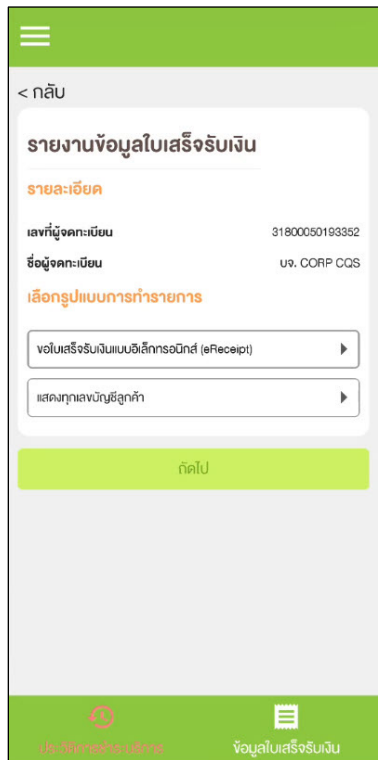 < กลับ
รายงานข้อมูลใบเสร็จรับเงิน
รายละเอียด
เลขที่ผู้จดทะเบียน 31800050193352
ชื่อผู้จดทะเบียน บจ. CORP CQS
เลือกรูปแบบการทำรายการ
ขอใบเสร็จรับเงินแบบอิเล็กทรอนิกส์ (eReceipt)
แสดงทุกเลขบัญชีลูกค้า
ถัดไป
ประวัติการชำระบริการ ข้อมูลใบเสร็จรับเงิน